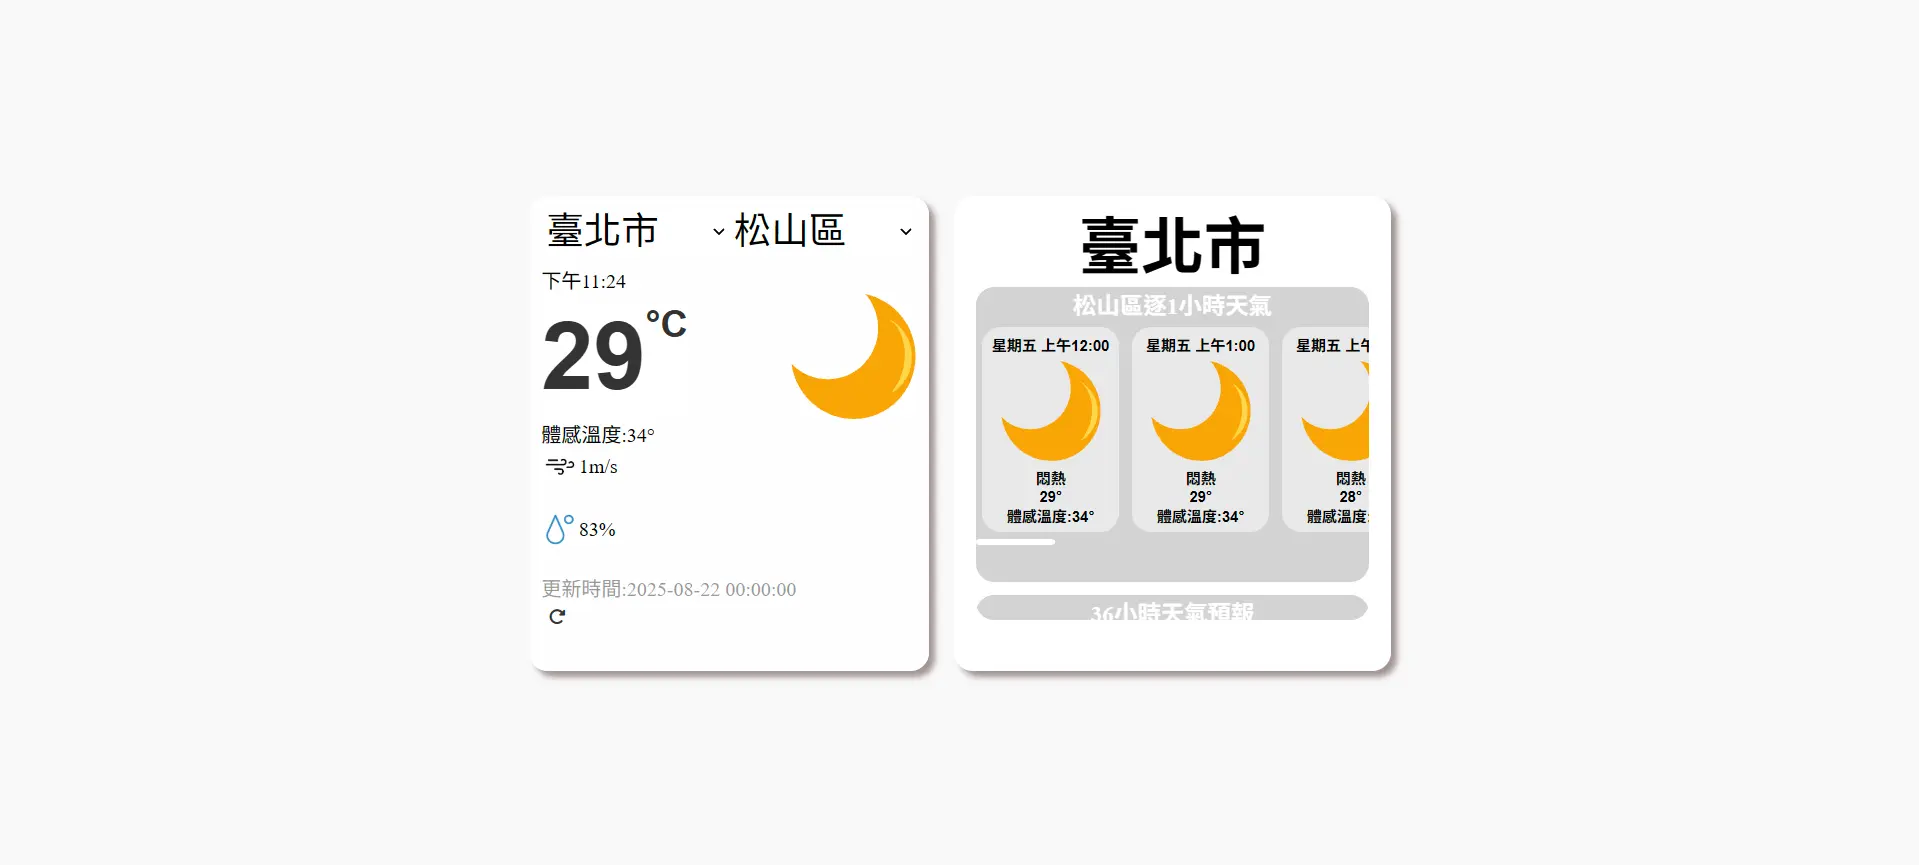 臺北市 松山區
下午11:24
29°C
體感溫度:34°
1m/s
83%
更新時間:2025-08-22 00:00:00
臺北市
松山區逐1小時天氣
星期五 上午12:00
悶熱
29°
體感溫度:34°
星期五 上午1:00
悶熱
29°
體感溫度:34°
星期五 上午
悶熱
28°
體感溫度:
36小時天氣預報